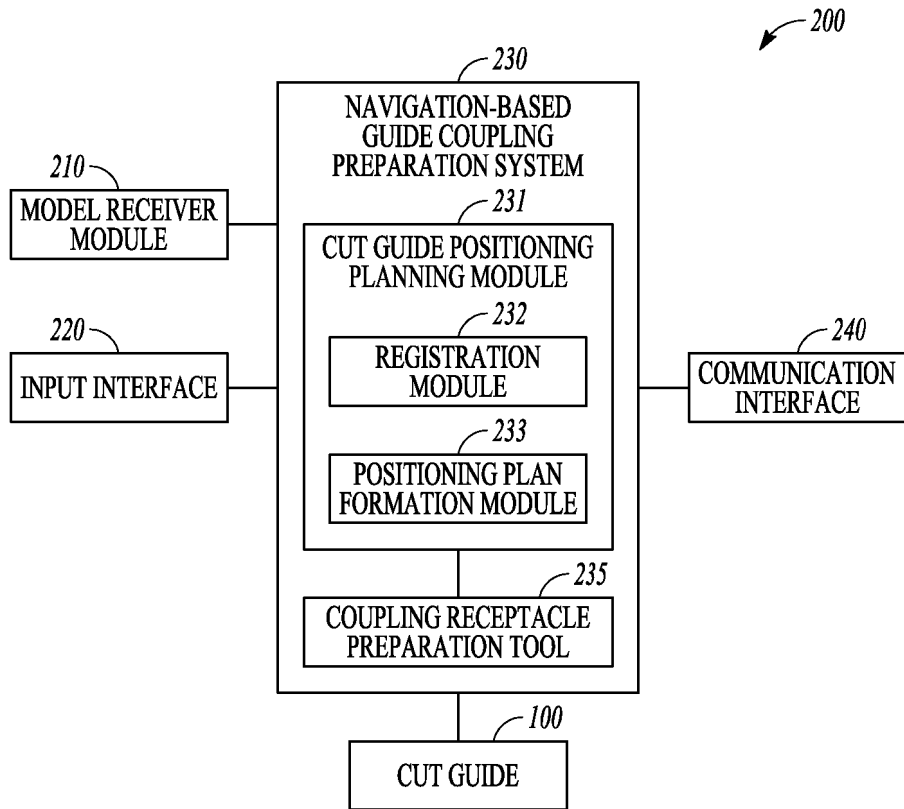 200
230
NAVIGATION-BASED
GUIDE COUPLING
PREPARATION SYSTEM
210
MODEL RECEIVER
MODULE
231
CUT GUIDE POSITIONING
PLANNING MODULE
232
REGISTRATION
MODULE
220
INPUT INTERFACE
240
COMMUNICATION
INTERFACE
233
POSITIONING PLAN
FORMATION MODULE
235
COUPLING RECEPTACLE
PREPARATION TOOL
100
CUT GUIDE